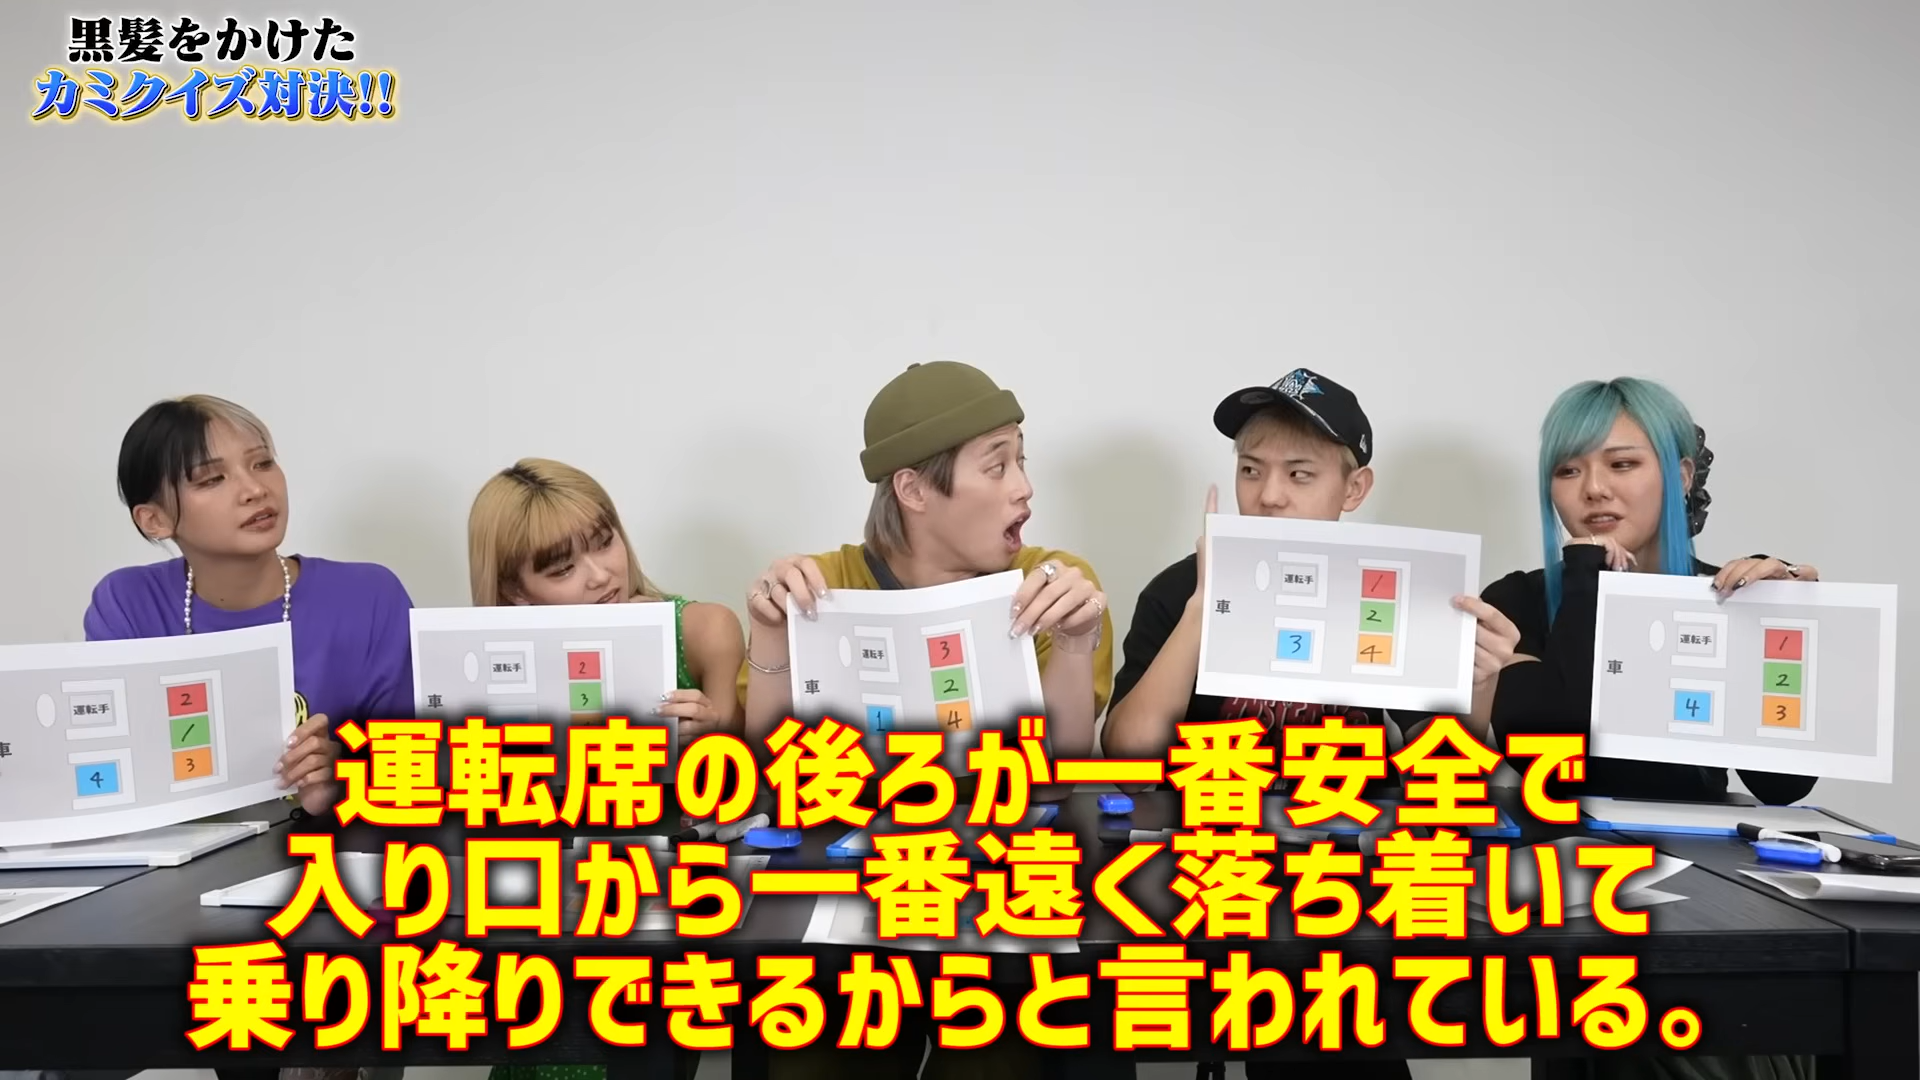 黒髪をかけた
カミクイズ対決!!
運転手
2
1
3
4
車
運転手
2
3
車
運転手
3
2
4
1
車
運転手
1
2
4
3
車
運転手
1
2
3
4
車
運転席の後ろが一番安全で
入り口から一番遠く落ち着いて
乗り降りできるからと言われている。